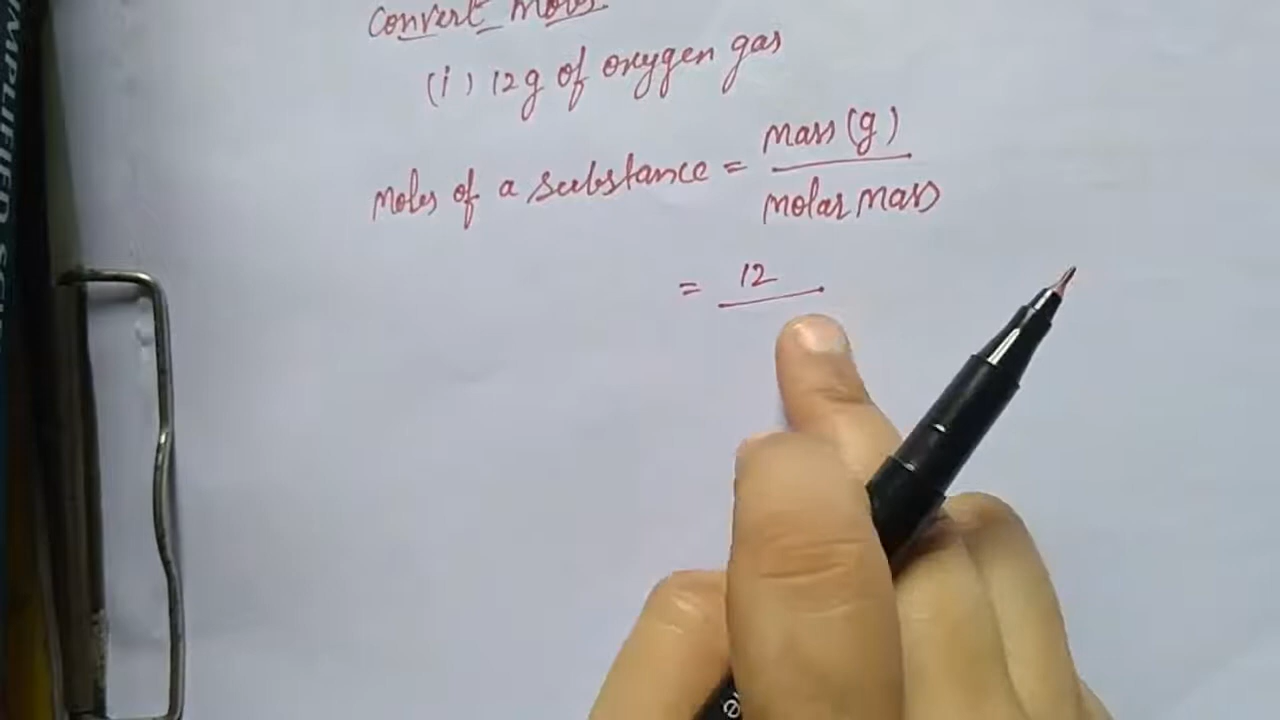 Convert Moles
(i) 12g of oxygen gas
Moles of a substance = Mass (g)
molar mass
= 12